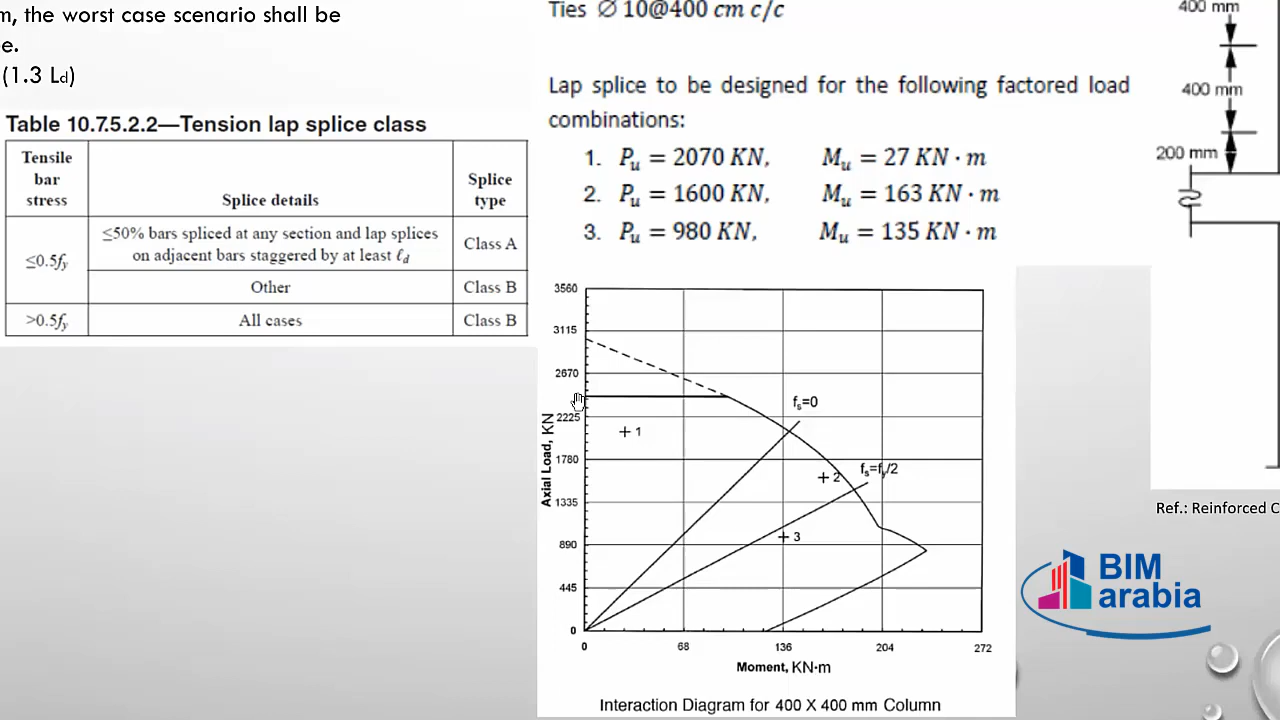 m, the worst case scenario shall be
e.
(1.3 Ld)
Table 10.7.5.2.2—Tension lap splice class
Tensile bar stress
Splice details
Splice type
≤0.5fy
≤50% bars spliced at any section and lap splices
on adjacent bars staggered by at least ℓd
Class A
Other
Class B
>0.5fy
All cases
Class B
Ties ∅ 10@400 cm c/c
Lap splice to be designed for the following factored load
combinations:
1. Pu = 2070 KN, Mu = 27 KN · m
2. Pu = 1600 KN, Mu = 163 KN · m
3. Pu = 980 KN, Mu = 135 KN · m
3560
3115
2670
2225
1780
1335
890
445
0
Axial Load, KN
fs=0
fs=fy/2
+ 1
+ 2
+ 3
0 68 136 204 272
Moment, KN·m
Interaction Diagram for 400 X 400 mm Column
400 mm
400 mm
200 mm
Ref.: Reinforced C
BIM
arabia